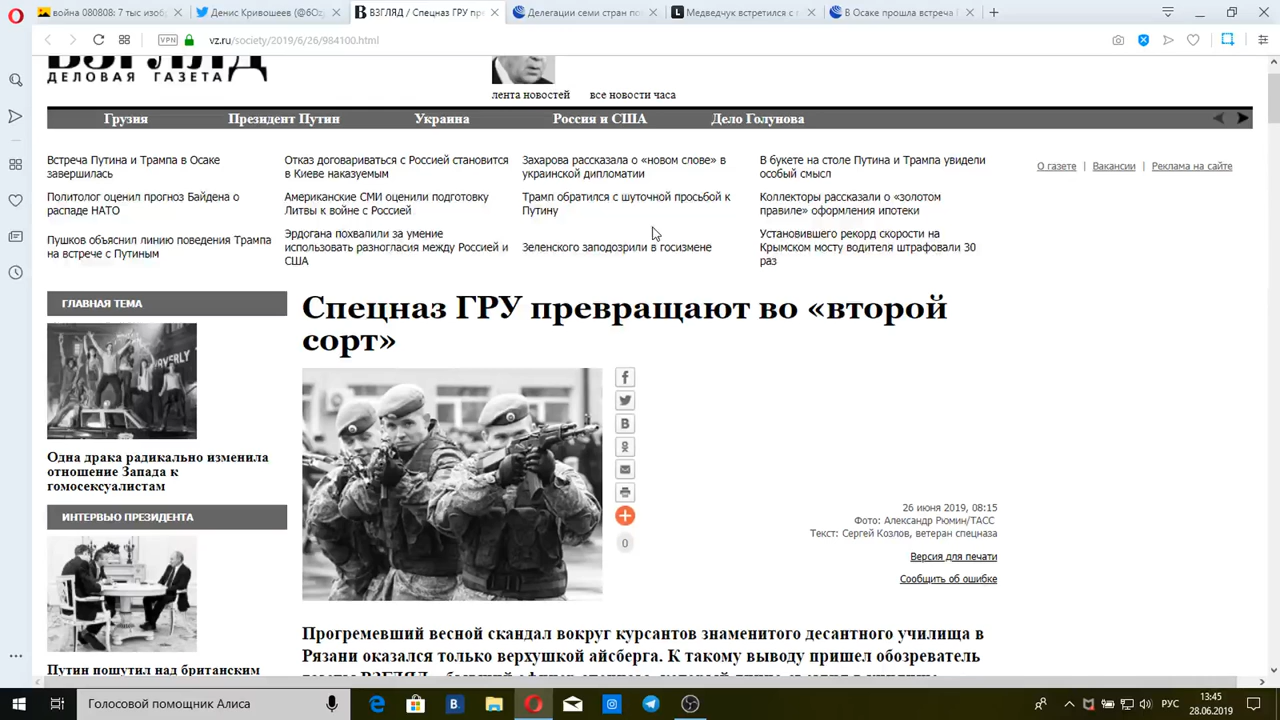 война 080808: 7 тыс изоб
Денис Кривошеев (@6Oz
ВЗГЛЯД / Спецназ ГРУ пре
Делегации семи стран по
Медведчук встретился с
В Осаке прошла встреча
VPN
vz.ru/society/2019/6/26/984100.html
ВЗГЛЯД
ДЕЛОВАЯ ГАЗЕТА
лента новостей все новости часа
Грузия Президент Путин Украина Россия и США Дело Голунова
Встреча Путина и Трампа в Осаке
завершилась
Отказ договариваться с Россией становится
в Киеве наказуемым
Захарова рассказала о «новом слове» в
украинской дипломатии
В букете на столе Путина и Трампа увидели
особый смысл
О газете | Вакансии | Реклама на сайте
Политолог оценил прогноз Байдена о
распаде НАТО
Американские СМИ оценили подготовку
Литвы к войне с Россией
Трамп обратился с шуточной просьбой к
Путину
Коллекторы рассказали о «золотом
правиле» оформления ипотеки
Пушков объяснил линию поведения Трампа
на встрече с Путиным
Эрдогана похвалили за умение
использовать разногласия между Россией и
США
Зеленского заподозрили в госизмене
Установившего рекорд скорости на
Крымском мосту водителя штрафовали 30
раз
ГЛАВНАЯ ТЕМА
WAVERLY
Одна драка радикально изменила
отношение Запада к
гомосексуалистам
ИНТЕРВЬЮ ПРЕЗИДЕНТА
Путин пошутил над британским
Спецназ ГРУ превращают во «второй
сорт»
0
26 июня 2019, 08:15
Фото: Александр Рюмин/ТАСС
Текст: Сергей Козлов, ветеран спецназа
Версия для печати
Сообщить об ошибке
Прогремевший весной скандал вокруг курсантов знаменитого десантного училища в
Рязани оказался только верхушкой айсберга. К такому выводу пришел обозреватель
Голосовой помощник Алиса
РУС
13:45
28.06.2019